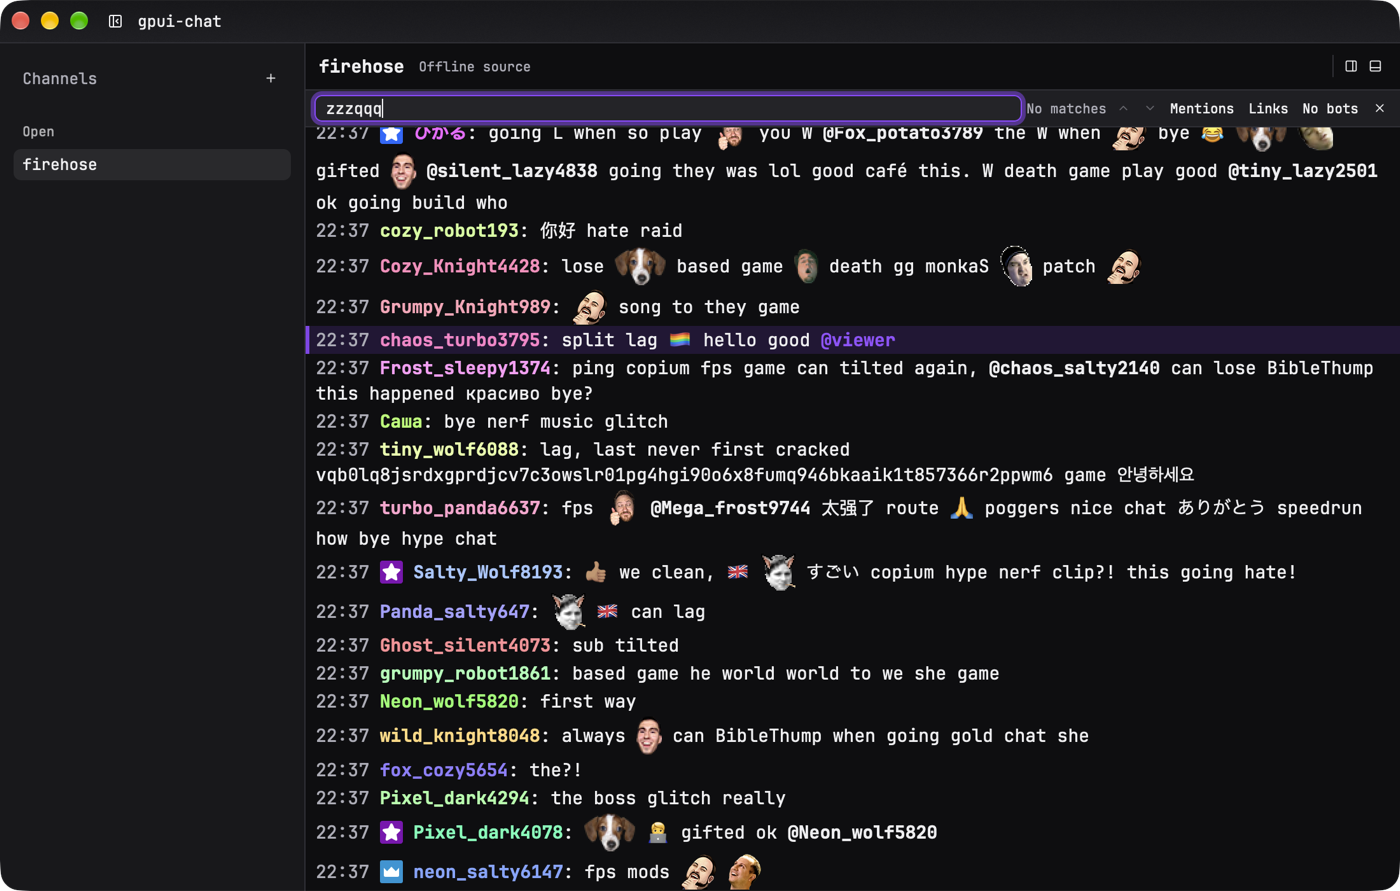 gpui-chat
Channels +
Open
firehose
firehose Offline source
zzzqqq No matches Mentions Links No bots
22:37 ひかる: going L when so play you W @Fox_potato3789 the W when bye 😂
gifted @silent_lazy4838 going they was lol good café this. W death game play good @tiny_lazy2501
ok going build who
22:37 cozy_robot193: 你好 hate raid
22:37 Cozy_Knight4428: lose based game death gg monkaS patch
22:37 Grumpy_Knight989: song to they game
22:37 chaos_turbo3795: split lag 🏳️‍🌈 hello good @viewer
22:37 Frost_sleepy1374: ping copium fps game can tilted again, @chaos_salty2140 can lose BibleThump
this happened красиво bye?
22:37 Саша: bye nerf music glitch
22:37 tiny_wolf6088: lag, last never first cracked
vqb0lq8jsrdxgprdjcv7c3owslr01pg4hgi90o6x8fumq946bkaaik1t857366r2ppwm6 game 안녕하세요
22:37 turbo_panda6637: fps @Mega_frost9744 太强了 route 🙏 poggers nice chat ありがとう speedrun
how bye hype chat
22:37 Salty_Wolf8193: 👍🏽 we clean, 🇬🇧 すごい copium hype nerf clip?! this going hate!
22:37 Panda_salty647: 🇬🇧 can lag
22:37 Ghost_silent4073: sub tilted
22:37 grumpy_robot1861: based game he world world to we she game
22:37 Neon_wolf5820: first way
22:37 wild_knight8048: always can BibleThump when going gold chat she
22:37 fox_cozy5654: the?!
22:37 Pixel_dark4294: the boss glitch really
22:37 Pixel_dark4078: 🧑‍💻 gifted ok @Neon_wolf5820
22:37 neon_salty6147: fps mods